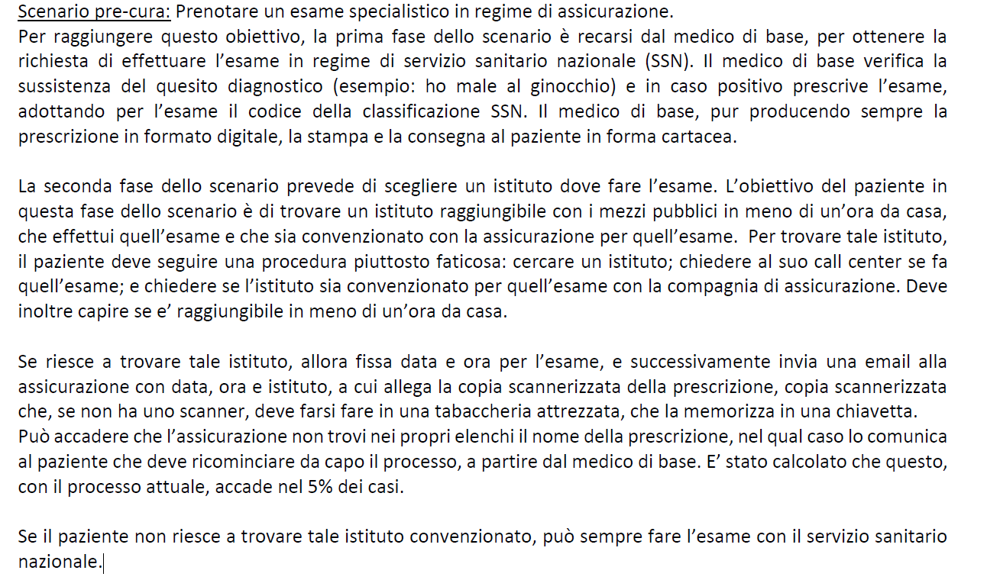 Scenario pre-cura: Prenotare un esame specialistico in regime di assicurazione.
Per raggiungere questo obiettivo, la prima fase dello scenario è recarsi dal medico di base, per ottenere la
richiesta di effettuare l’esame in regime di servizio sanitario nazionale (SSN). Il medico di base verifica la
sussistenza del quesito diagnostico (esempio: ho male al ginocchio) e in caso positivo prescrive l’esame,
adottando per l’esame il codice della classificazione SSN. Il medico di base, pur producendo sempre la
prescrizione in formato digitale, la stampa e la consegna al paziente in forma cartacea.
La seconda fase dello scenario prevede di scegliere un istituto dove fare l’esame. L’obiettivo del paziente in
questa fase dello scenario è di trovare un istituto raggiungibile con i mezzi pubblici in meno di un’ora da casa,
che effettui quell’esame e che sia convenzionato con la assicurazione per quell’esame.  Per trovare tale istituto,
il paziente deve seguire una procedura piuttosto faticosa: cercare un istituto; chiedere al suo call center se fa
quell’esame; e chiedere se l’istituto sia convenzionato per quell’esame con la compagnia di assicurazione. Deve
inoltre capire se e’ raggiungibile in meno di un’ora da casa.
Se riesce a trovare tale istituto, allora fissa data e ora per l’esame, e successivamente invia una email alla
assicurazione con data, ora e istituto, a cui allega la copia scannerizzata della prescrizione, copia scannerizzata
che, se non ha uno scanner, deve farsi fare in una tabaccheria attrezzata, che la memorizza in una chiavetta.
Può accadere che l’assicurazione non trovi nei propri elenchi il nome della prescrizione, nel qual caso lo comunica
al paziente che deve ricominciare da capo il processo, a partire dal medico di base. E’ stato calcolato che questo,
con il processo attuale, accade nel 5% dei casi.
Se il paziente non riesce a trovare tale istituto convenzionato, può sempre fare l’esame con il servizio sanitario
nazionale.